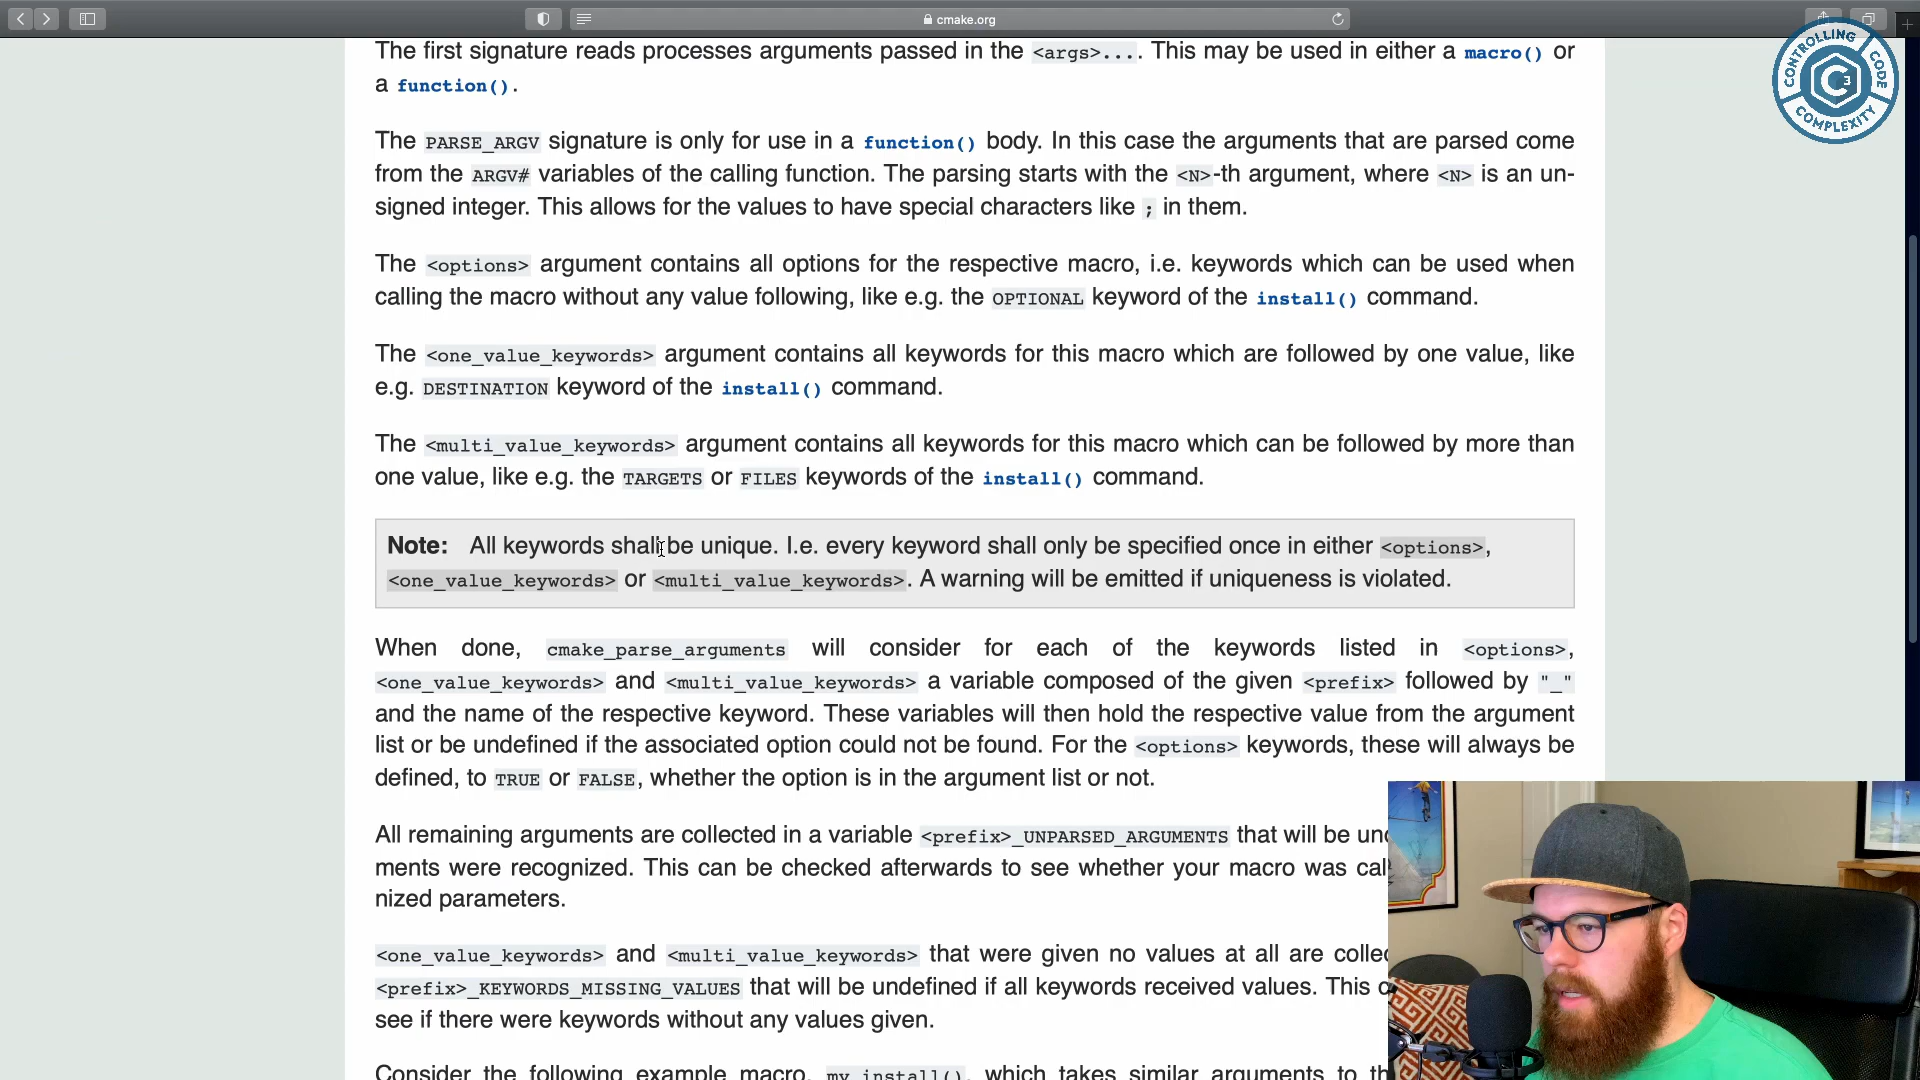 cmake.org
The first signature reads processes arguments passed in the <args>.... This may be used in either a macro() or
a function().
The PARSE_ARGV signature is only for use in a function() body. In this case the arguments that are parsed come
from the ARGV# variables of the calling function. The parsing starts with the <N>-th argument, where <N> is an un-
signed integer. This allows for the values to have special characters like ; in them.
The <options> argument contains all options for the respective macro, i.e. keywords which can be used when
calling the macro without any value following, like e.g. the OPTIONAL keyword of the install() command.
The <one_value_keywords> argument contains all keywords for this macro which are followed by one value, like
e.g. DESTINATION keyword of the install() command.
The <multi_value_keywords> argument contains all keywords for this macro which can be followed by more than
one value, like e.g. the TARGETS or FILES keywords of the install() command.
Note: All keywords shall be unique. I.e. every keyword shall only be specified once in either <options>,
<one_value_keywords> or <multi_value_keywords>. A warning will be emitted if uniqueness is violated.
When done, cmake_parse_arguments will consider for each of the keywords listed in <options>,
<one_value_keywords> and <multi_value_keywords> a variable composed of the given <prefix> followed by "_"
and the name of the respective keyword. These variables will then hold the respective value from the argument
list or be undefined if the associated option could not be found. For the <options> keywords, these will always be
defined, to TRUE or FALSE, whether the option is in the argument list or not.
All remaining arguments are collected in a variable <prefix>_UNPARSED_ARGUMENTS that will be
ments were recognized. This can be checked afterwards to see whether your macro was
nized parameters.
<one_value_keywords> and <multi_value_keywords> that were given no values at all are
<prefix>_KEYWORDS_MISSING_VALUES that will be undefined if all keywords received values. This
see if there were keywords without any values given.
Consider the following example macro, my_install(), which takes similar arguments to
CONTROLLING
CODE
COMPLEXITY
C3